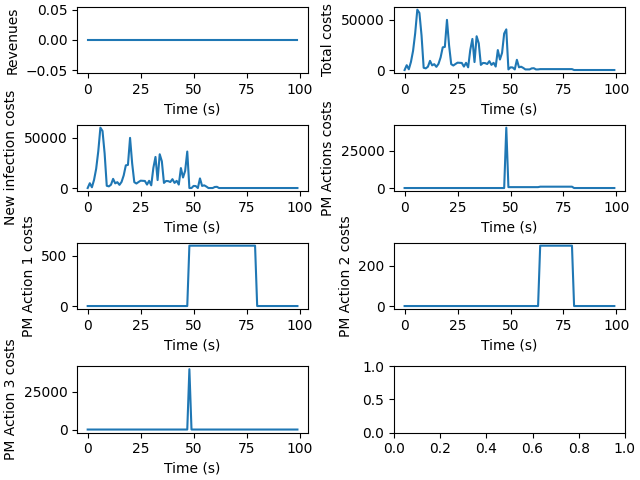 Revenues
0.05
0.00
−0.05
0 25 50 75 100
Time (s)
Total costs
50000
0
0 25 50 75 100
Time (s)
New infection costs
50000
0
0 25 50 75 100
Time (s)
PM Actions costs
25000
0
0 25 50 75 100
Time (s)
PM Action 1 costs
500
0
0 25 50 75 100
Time (s)
PM Action 2 costs
200
0
0 25 50 75 100
Time (s)
PM Action 3 costs
25000
0
0 25 50 75 100
Time (s)
1.0
0.5
0.0
0.0 0.2 0.4 0.6 0.8 1.0